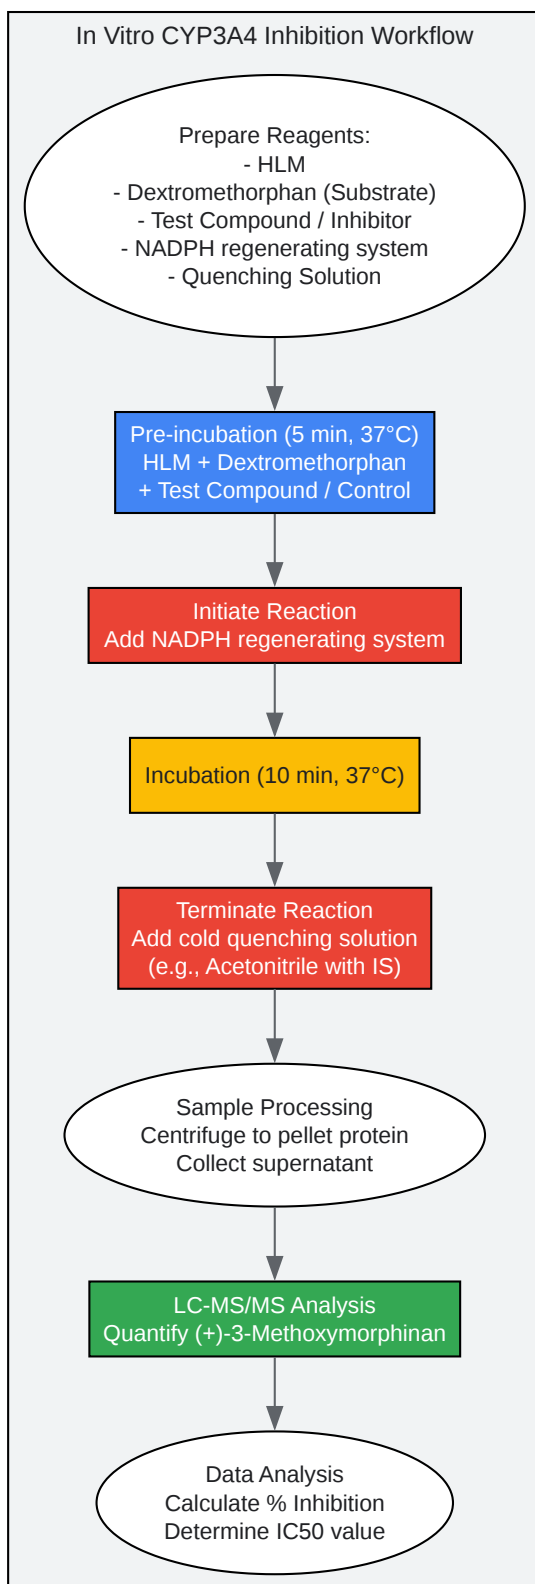 In Vitro CYP3A4 Inhibition Workflow
Prepare Reagents:
- HLM
- Dextromethorphan (Substrate)
- Test Compound / Inhibitor
- NADPH regenerating system
- Quenching Solution
Pre-incubation (5 min, 37°C)
HLM + Dextromethorphan
+ Test Compound / Control
Initiate Reaction
Add NADPH regenerating system
Incubation (10 min, 37°C)
Terminate Reaction
Add cold quenching solution
(e.g., Acetonitrile with IS)
Sample Processing
Centrifuge to pellet protein
Collect supernatant
LC-MS/MS Analysis
Quantify (+)-3-Methoxymorphinan
Data Analysis
Calculate % Inhibition
Determine IC50 value